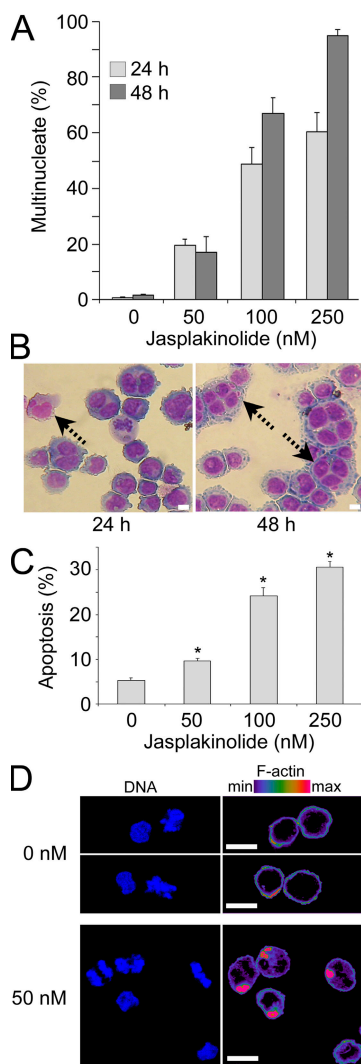 A
100
80
60
40
20
0
Multinucleate (%)
24 h
48 h
0 50 100 250
Jasplakinolide (nM)
B
24 h 48 h
C
30
20
10
0
Apoptosis (%)
* * *
0 50 100 250
Jasplakinolide (nM)
D
DNA
F-actin
min max
0 nM
50 nM